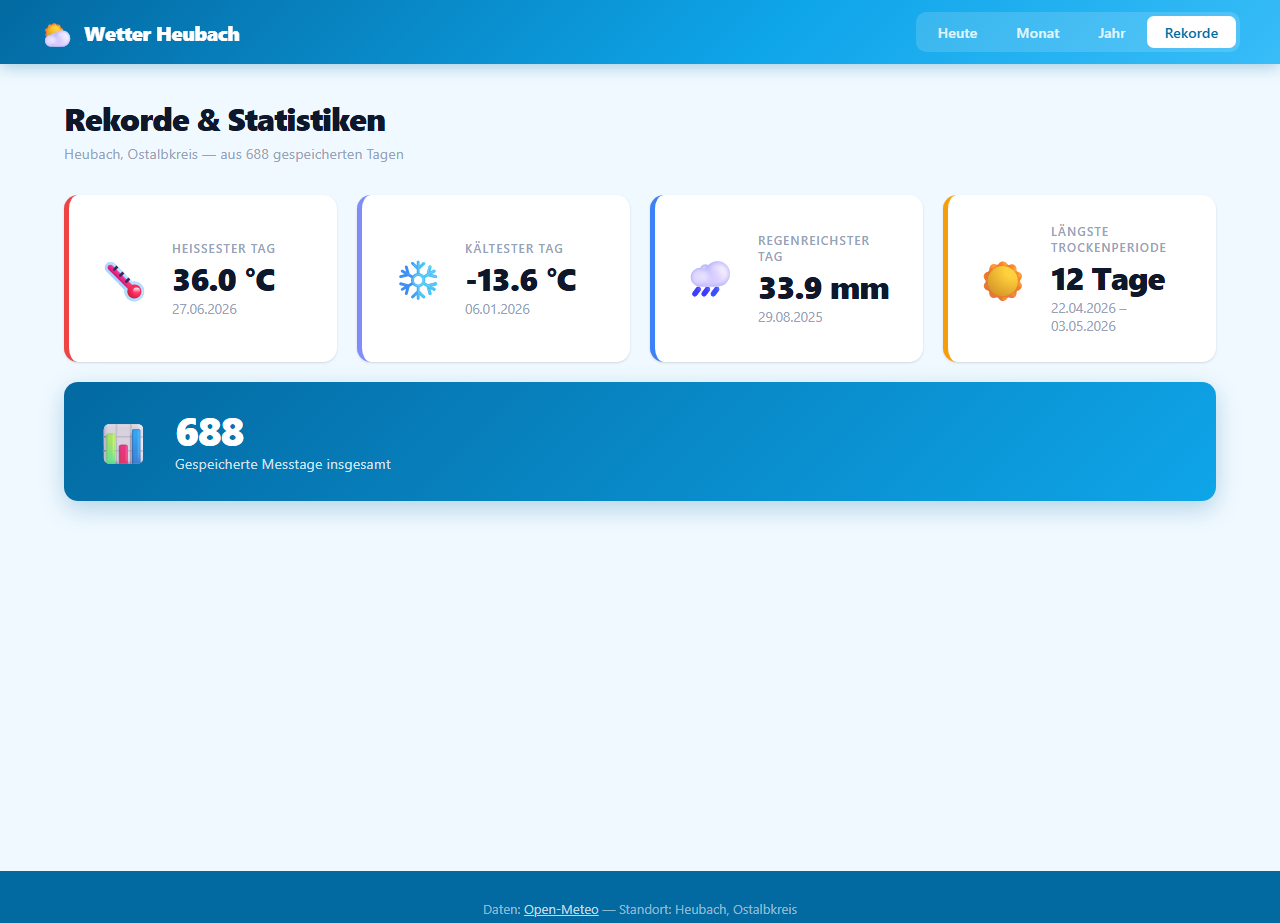 Wetter Heubach
Heute Monat Jahr Rekorde
Rekorde & Statistiken
Heubach, Ostalbkreis — aus 688 gespeicherten Tagen
HEISSESTER TAG
36.0 °C
27.06.2026
KÄLTESTER TAG
-13.6 °C
06.01.2026
REGENREICHSTER
TAG
33.9 mm
29.08.2025
LÄNGSTE
TROCKENPERIODE
12 Tage
22.04.2026 –
03.05.2026
688
Gespeicherte Messtage insgesamt
Daten: Open-Meteo — Standort: Heubach, Ostalbkreis